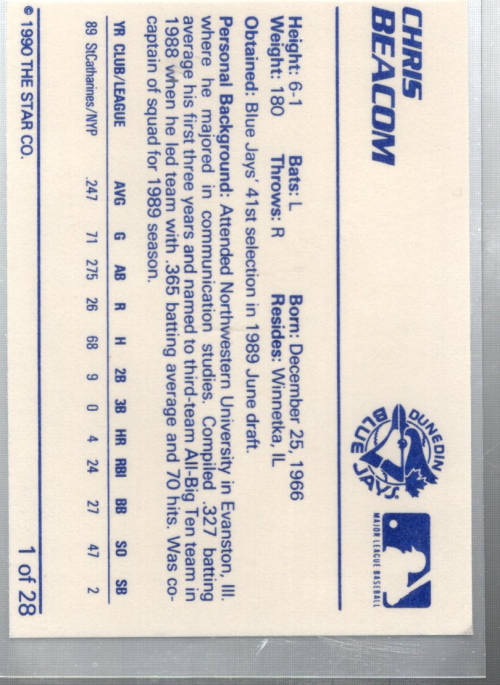 CHRIS
BEACOM
DUNEDIN
BLUE JAYS
MAJOR LEAGUE BASEBALL
Height: 6-1 Bats: L Born: December 25, 1966
Weight: 180 Throws: R Resides: Winnetka, IL
Obtained: Blue Jays' 41st selection in 1989 June draft.
Personal Background: Attended Northwestern University in Evanston, Ill.
where he majored in communication studies. Compiled .327 batting
average his first three years and named to third-team All-Big Ten team in
1988 when he led team with .365 batting average and 70 hits. Was co-
captain of squad for 1989 season.
YR CLUB/LEAGUE AVG G AB R H 2B 3B HR RBI BB SO SB
89 StCatharines/NYP .247 71 275 26 68 9 0 4 24 27 47 2
© 1990 THE STAR CO. 1 of 28